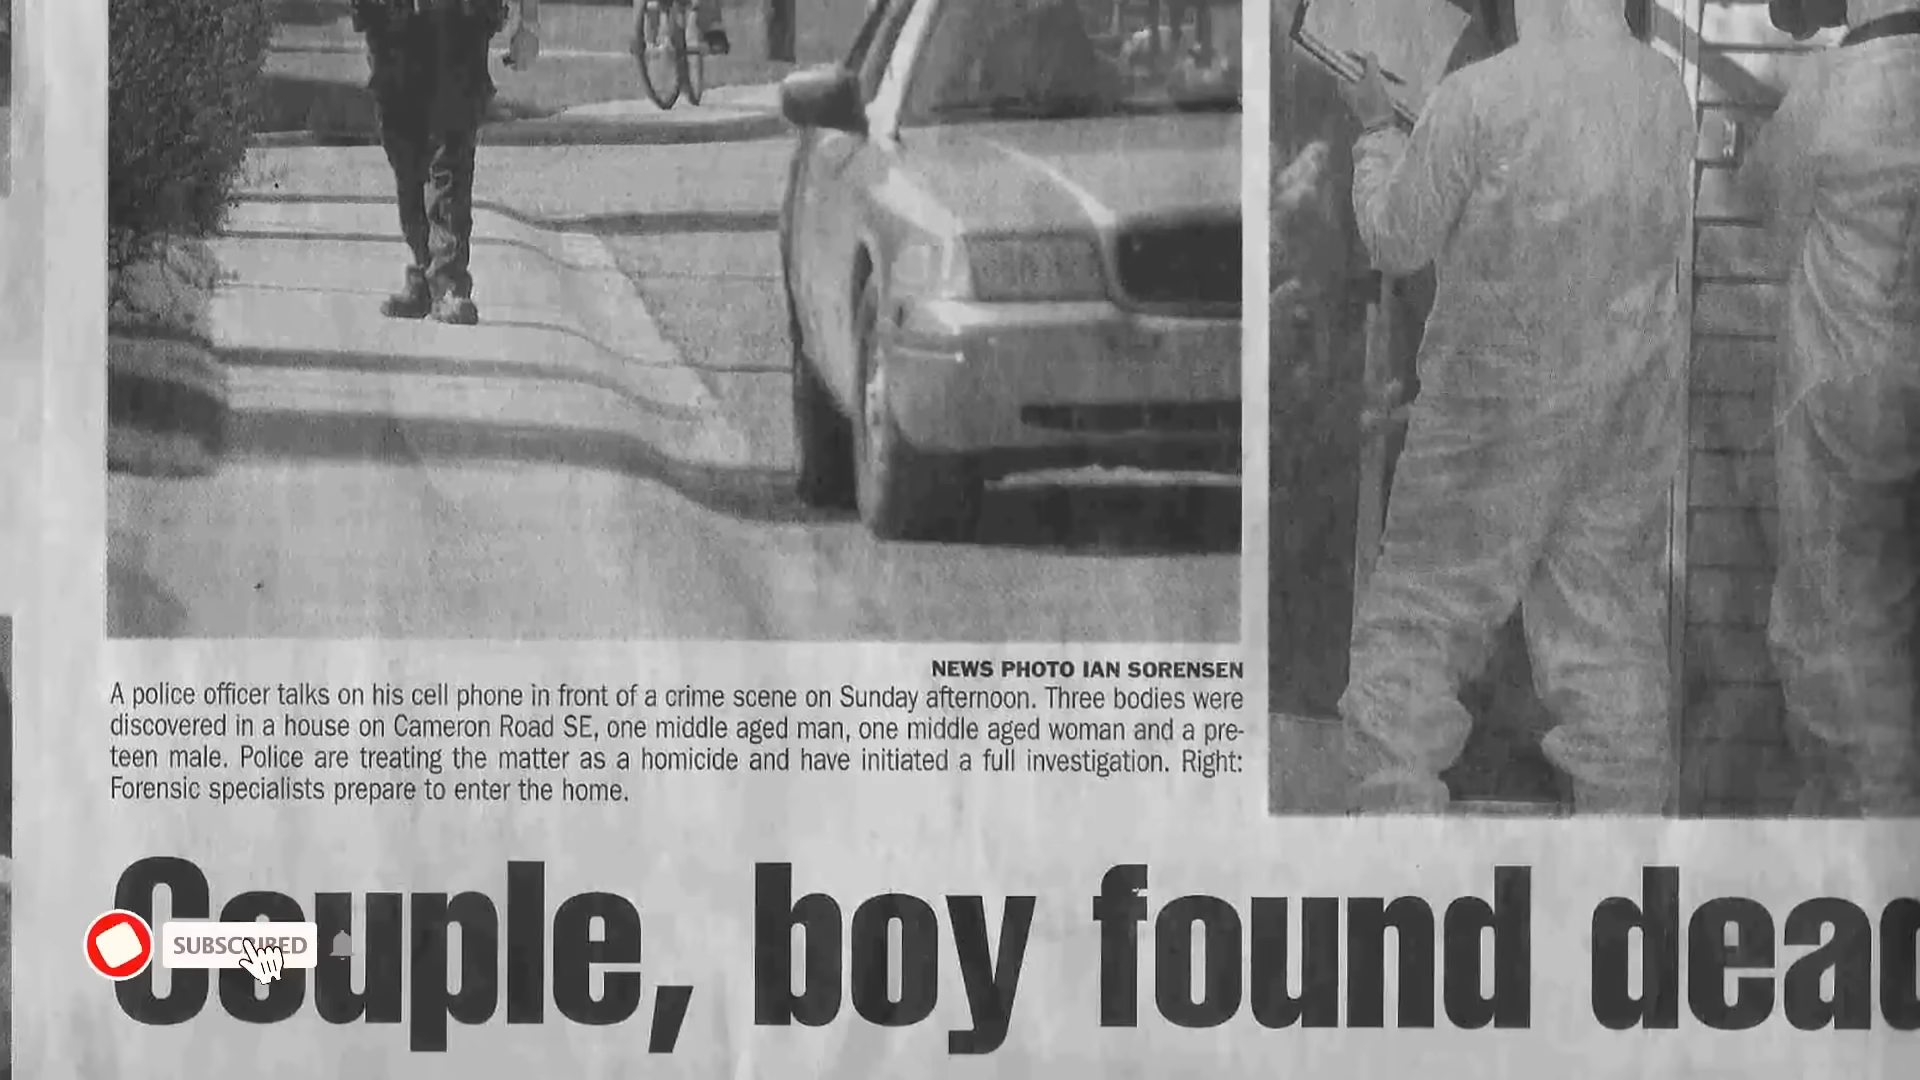 NEWS PHOTO IAN SORENSEN
A police officer talks on his cell phone in front of a crime scene on Sunday afternoon. Three bodies were
discovered in a house on Cameron Road SE, one middle aged man, one middle aged woman and a pre-
teen male. Police are treating the matter as a homicide and have initiated a full investigation. Right:
Forensic specialists prepare to enter the home.
Couple, boy found dead
SUBSCRIBED